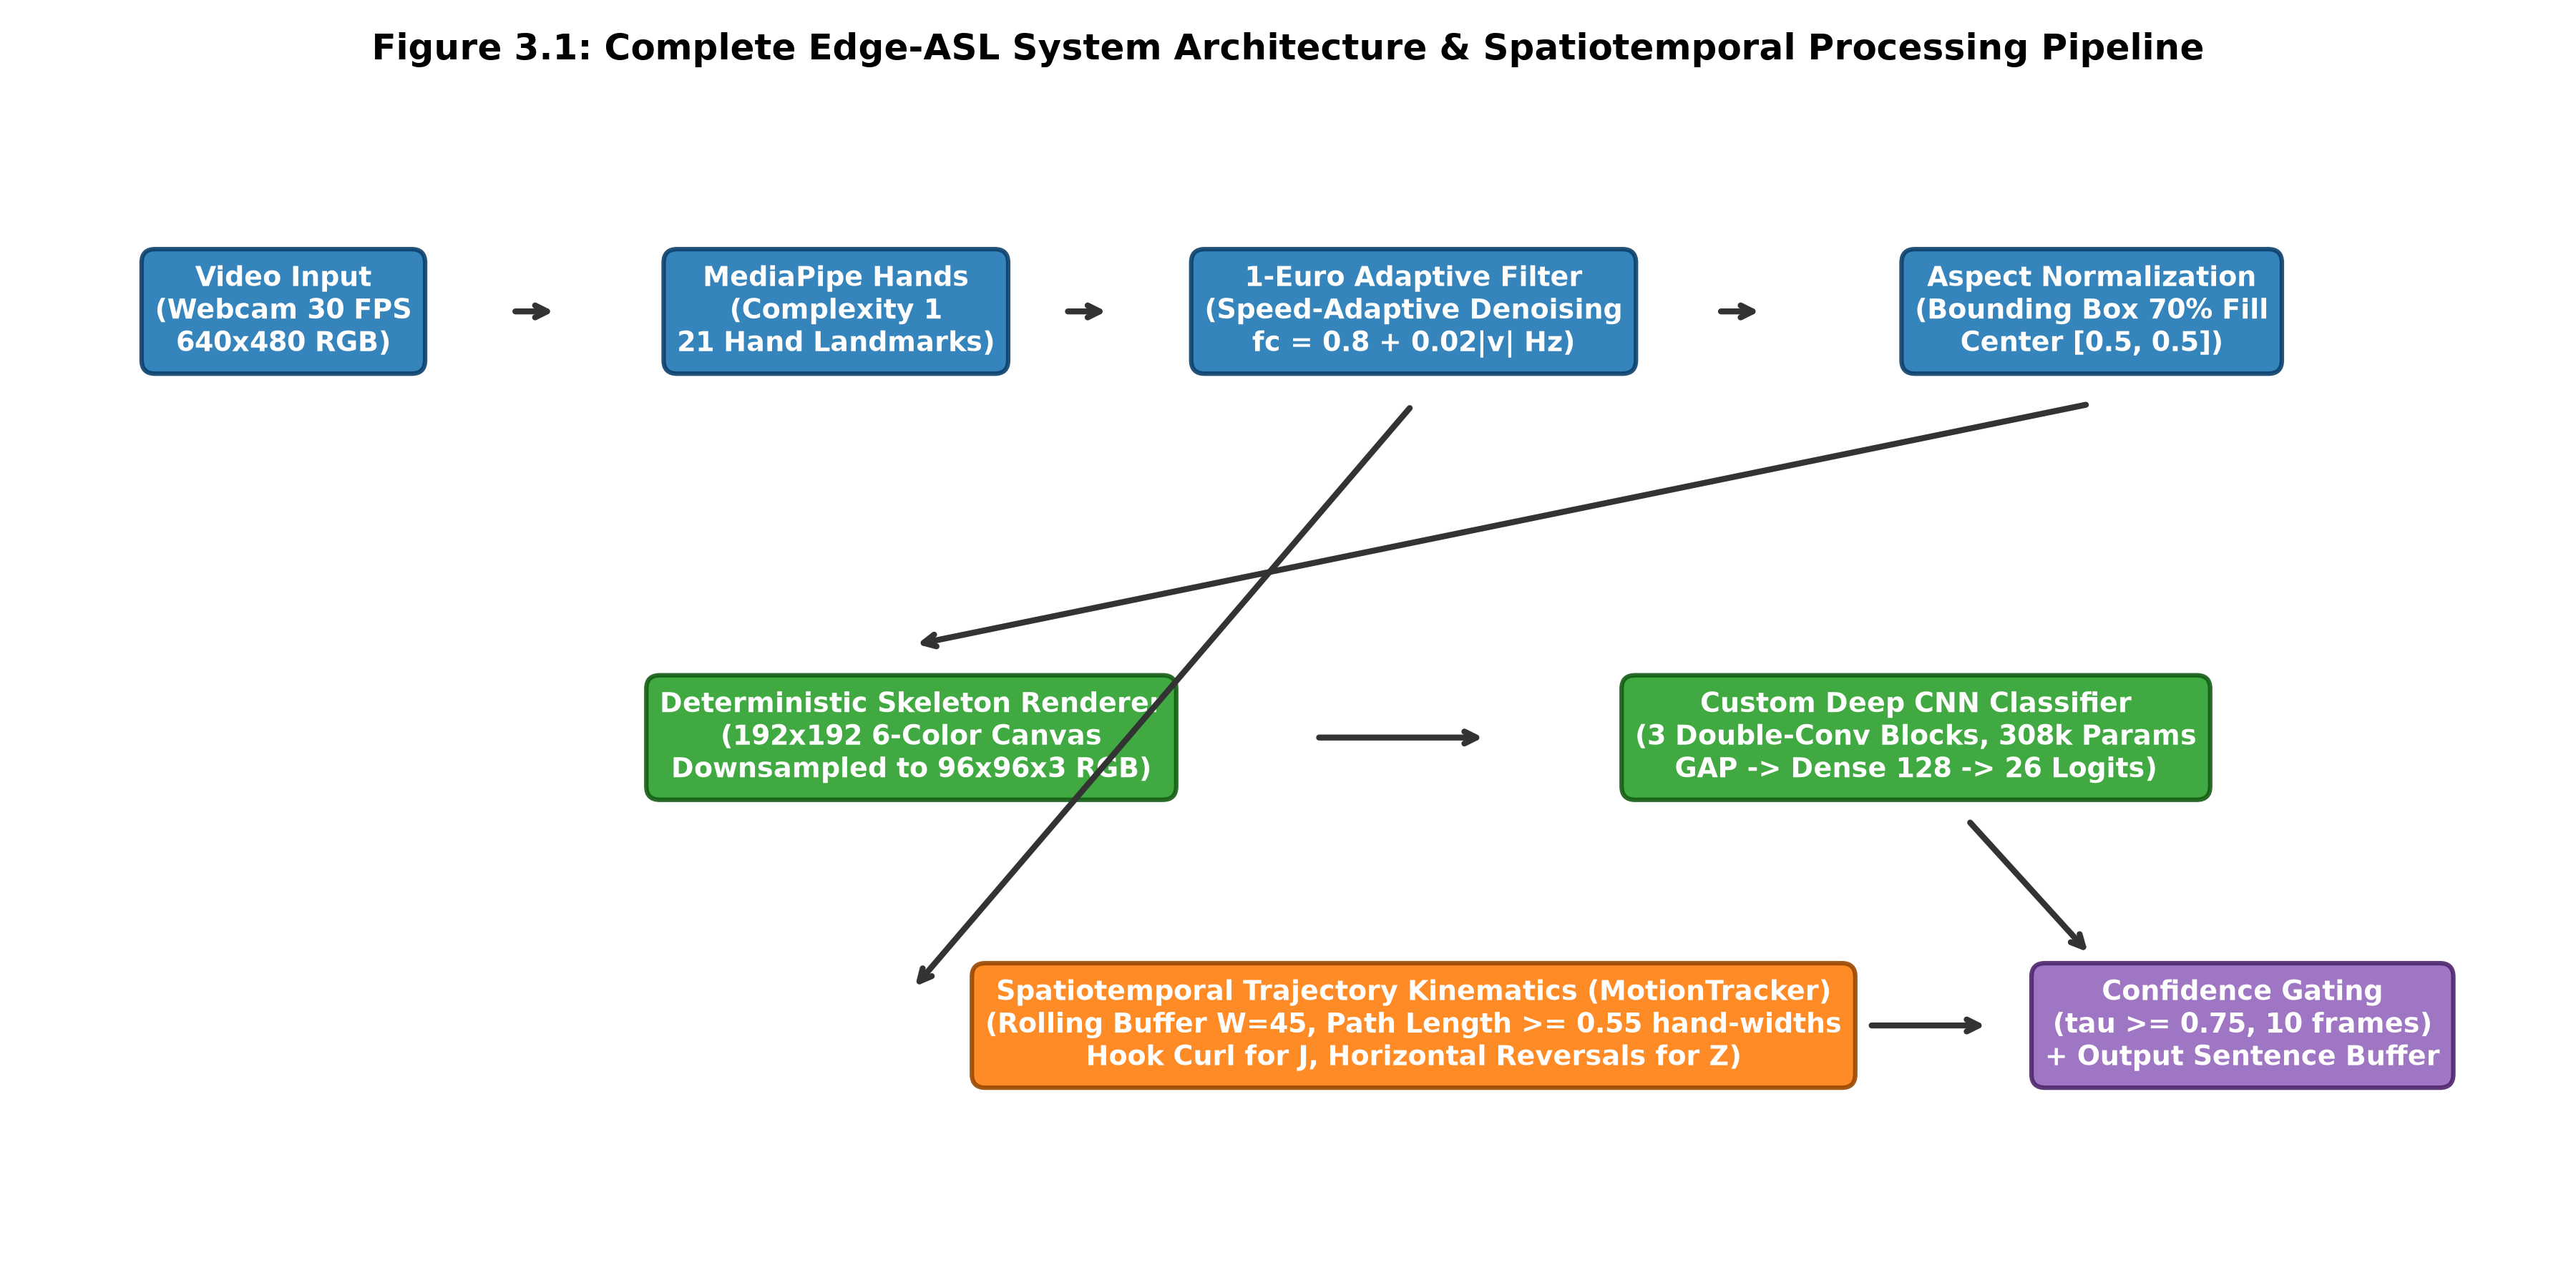 Figure 3.1: Complete Edge-ASL System Architecture & Spatiotemporal Processing Pipeline
Video Input
(Webcam 30 FPS
640x480 RGB)
MediaPipe Hands
(Complexity 1
21 Hand Landmarks)
1-Euro Adaptive Filter
(Speed-Adaptive Denoising
fc = 0.8 + 0.02|v| Hz)
Aspect Normalization
(Bounding Box 70% Fill
Center [0.5, 0.5])
Deterministic Skeleton Renderer
(192x192 6-Color Canvas
Downsampled to 96x96x3 RGB)
Custom Deep CNN Classifier
(3 Double-Conv Blocks, 308k Params
GAP -> Dense 128 -> 26 Logits)
Spatiotemporal Trajectory Kinematics (MotionTracker)
(Rolling Buffer W=45, Path Length >= 0.55 hand-widths
Hook Curl for J, Horizontal Reversals for Z)
Confidence Gating
(tau >= 0.75, 10 frames)
+ Output Sentence Buffer